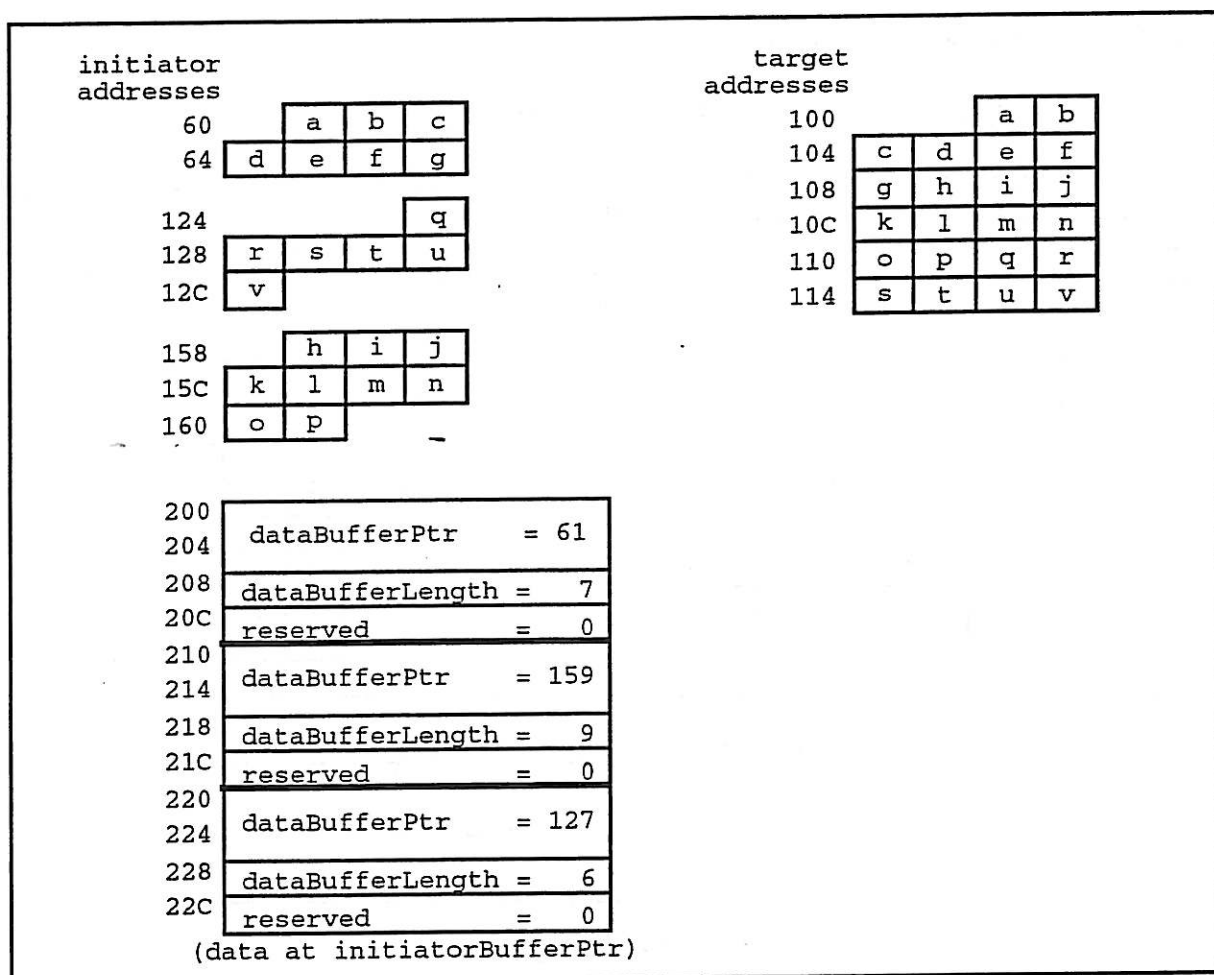 initiator
addresses
60 a b c
64 d e f g
124 q
128 r s t u
12C v
158 h i j
15C k l m n
160 o p
target
addresses
100 a b
104 c d e f
108 g h i j
10C k l m n
110 o p q r
114 s t u v
200
204 dataBufferPtr = 61
208 dataBufferLength = 7
20C reserved = 0
210
214 dataBufferPtr = 159
218 dataBufferLength = 9
21C reserved = 0
220
224 dataBufferPtr = 127
228 dataBufferLength = 6
22C reserved = 0
(data at initiatorBufferPtr)